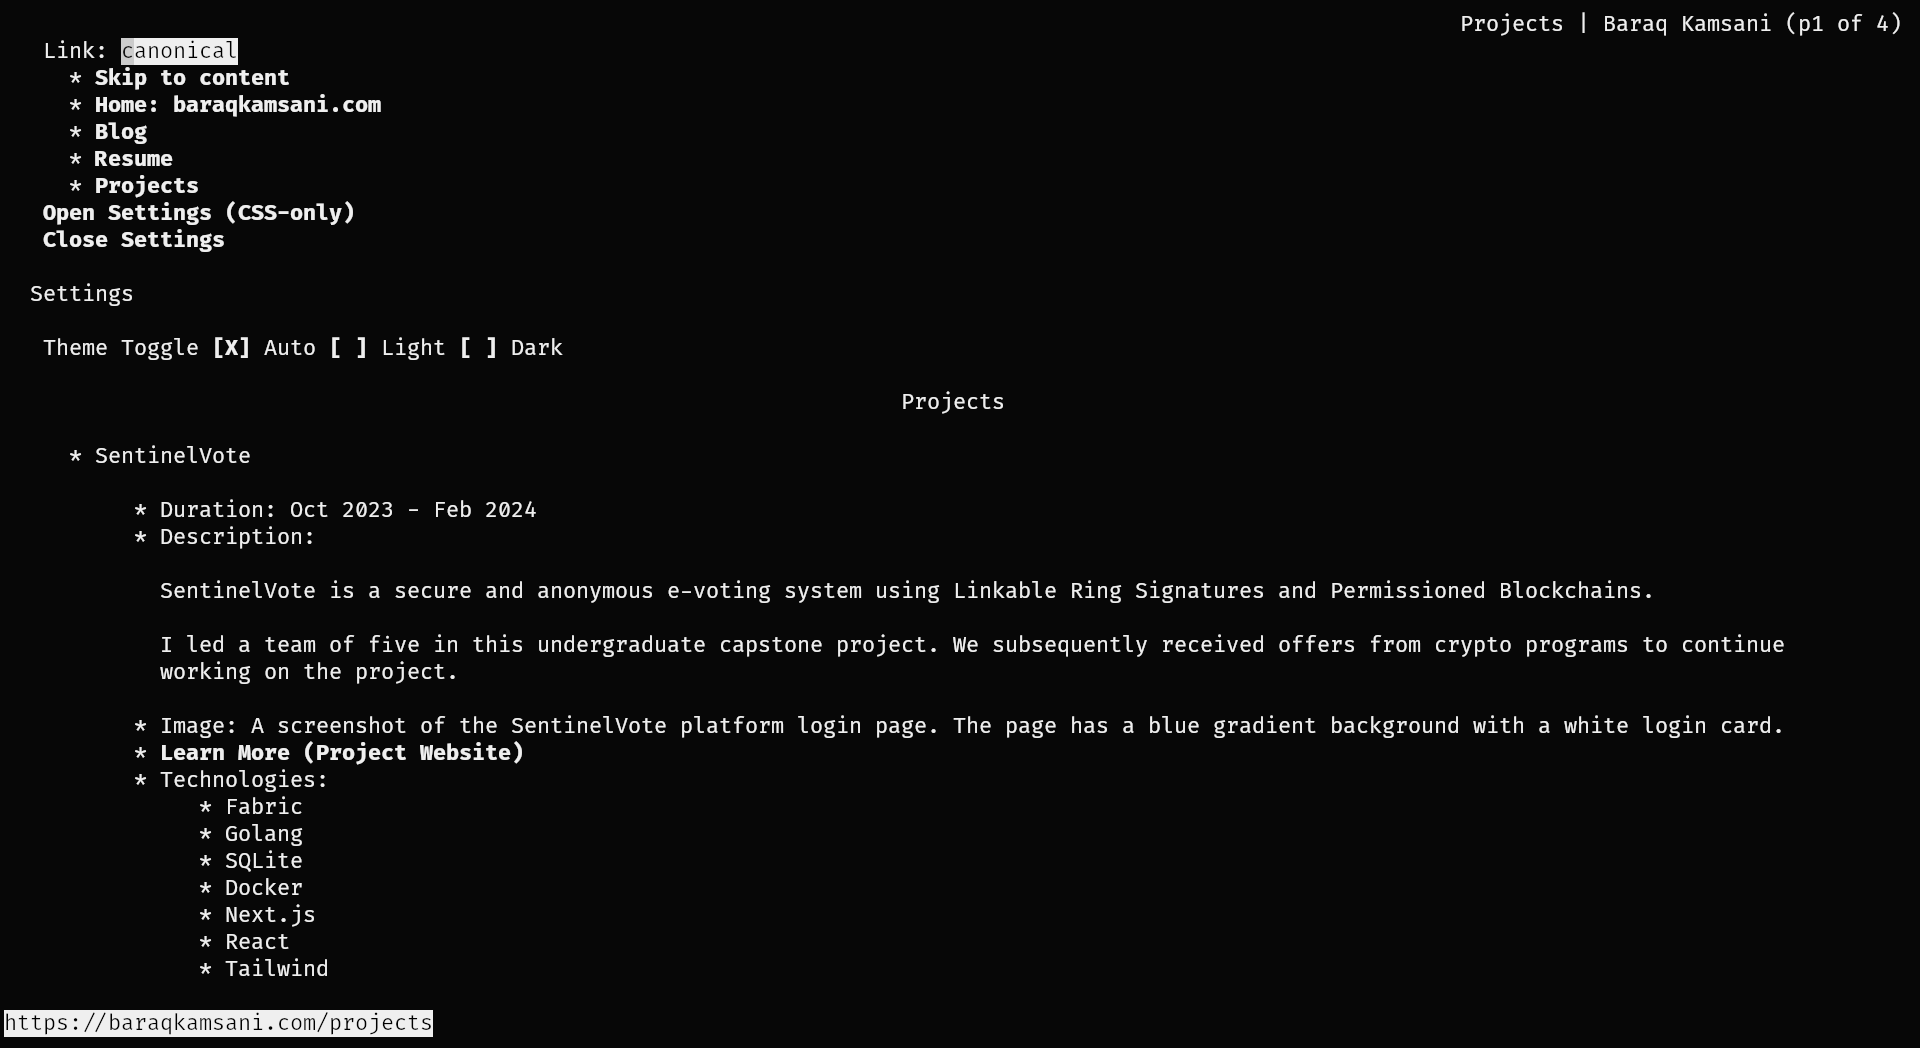 Projects | Baraq Kamsani (p1 of 4)
Link: canonical
* Skip to content
* Home: baraqkamsani.com
* Blog
* Resume
* Projects
Open Settings (CSS-only)
Close Settings
Settings
Theme Toggle [X] Auto [ ] Light [ ] Dark
Projects
* SentinelVote
* Duration: Oct 2023 - Feb 2024
* Description:
SentinelVote is a secure and anonymous e-voting system using Linkable Ring Signatures and Permissioned Blockchains.
I led a team of five in this undergraduate capstone project. We subsequently received offers from crypto programs to continue
working on the project.
* Image: A screenshot of the SentinelVote platform login page. The page has a blue gradient background with a white login card.
* Learn More (Project Website)
* Technologies:
* Fabric
* Golang
* SQLite
* Docker
* Next.js
* React
* Tailwind
https://baraqkamsani.com/projects